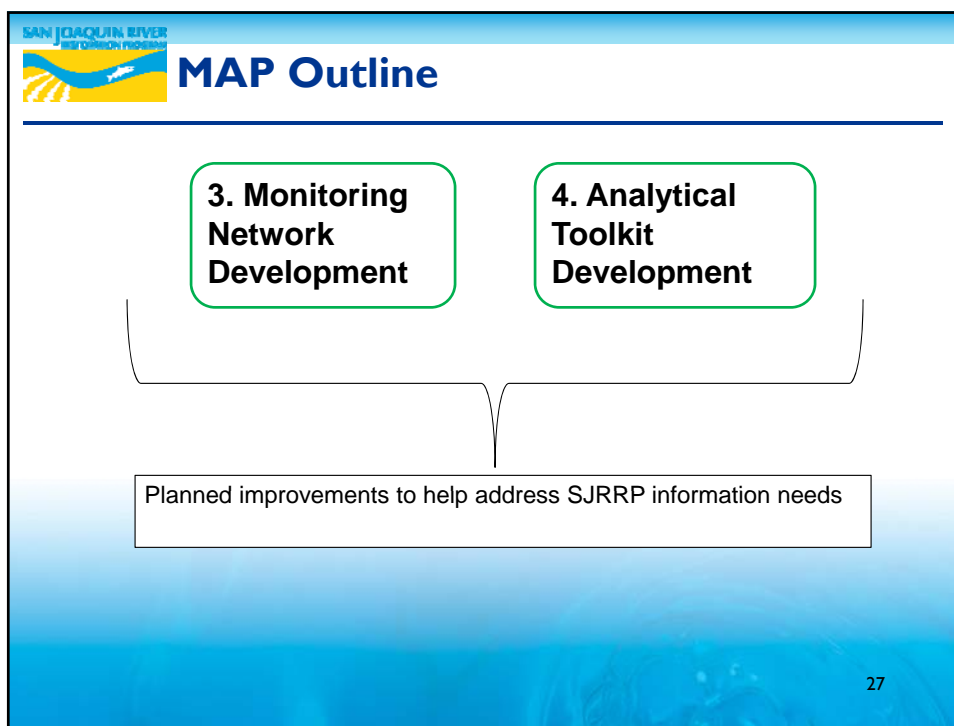 SAN JOAQUIN RIVER
RESTORATION PROGRAM
MAP Outline
3. Monitoring
Network
Development
4. Analytical
Toolkit
Development
Planned improvements to help address SJRRP information needs
27